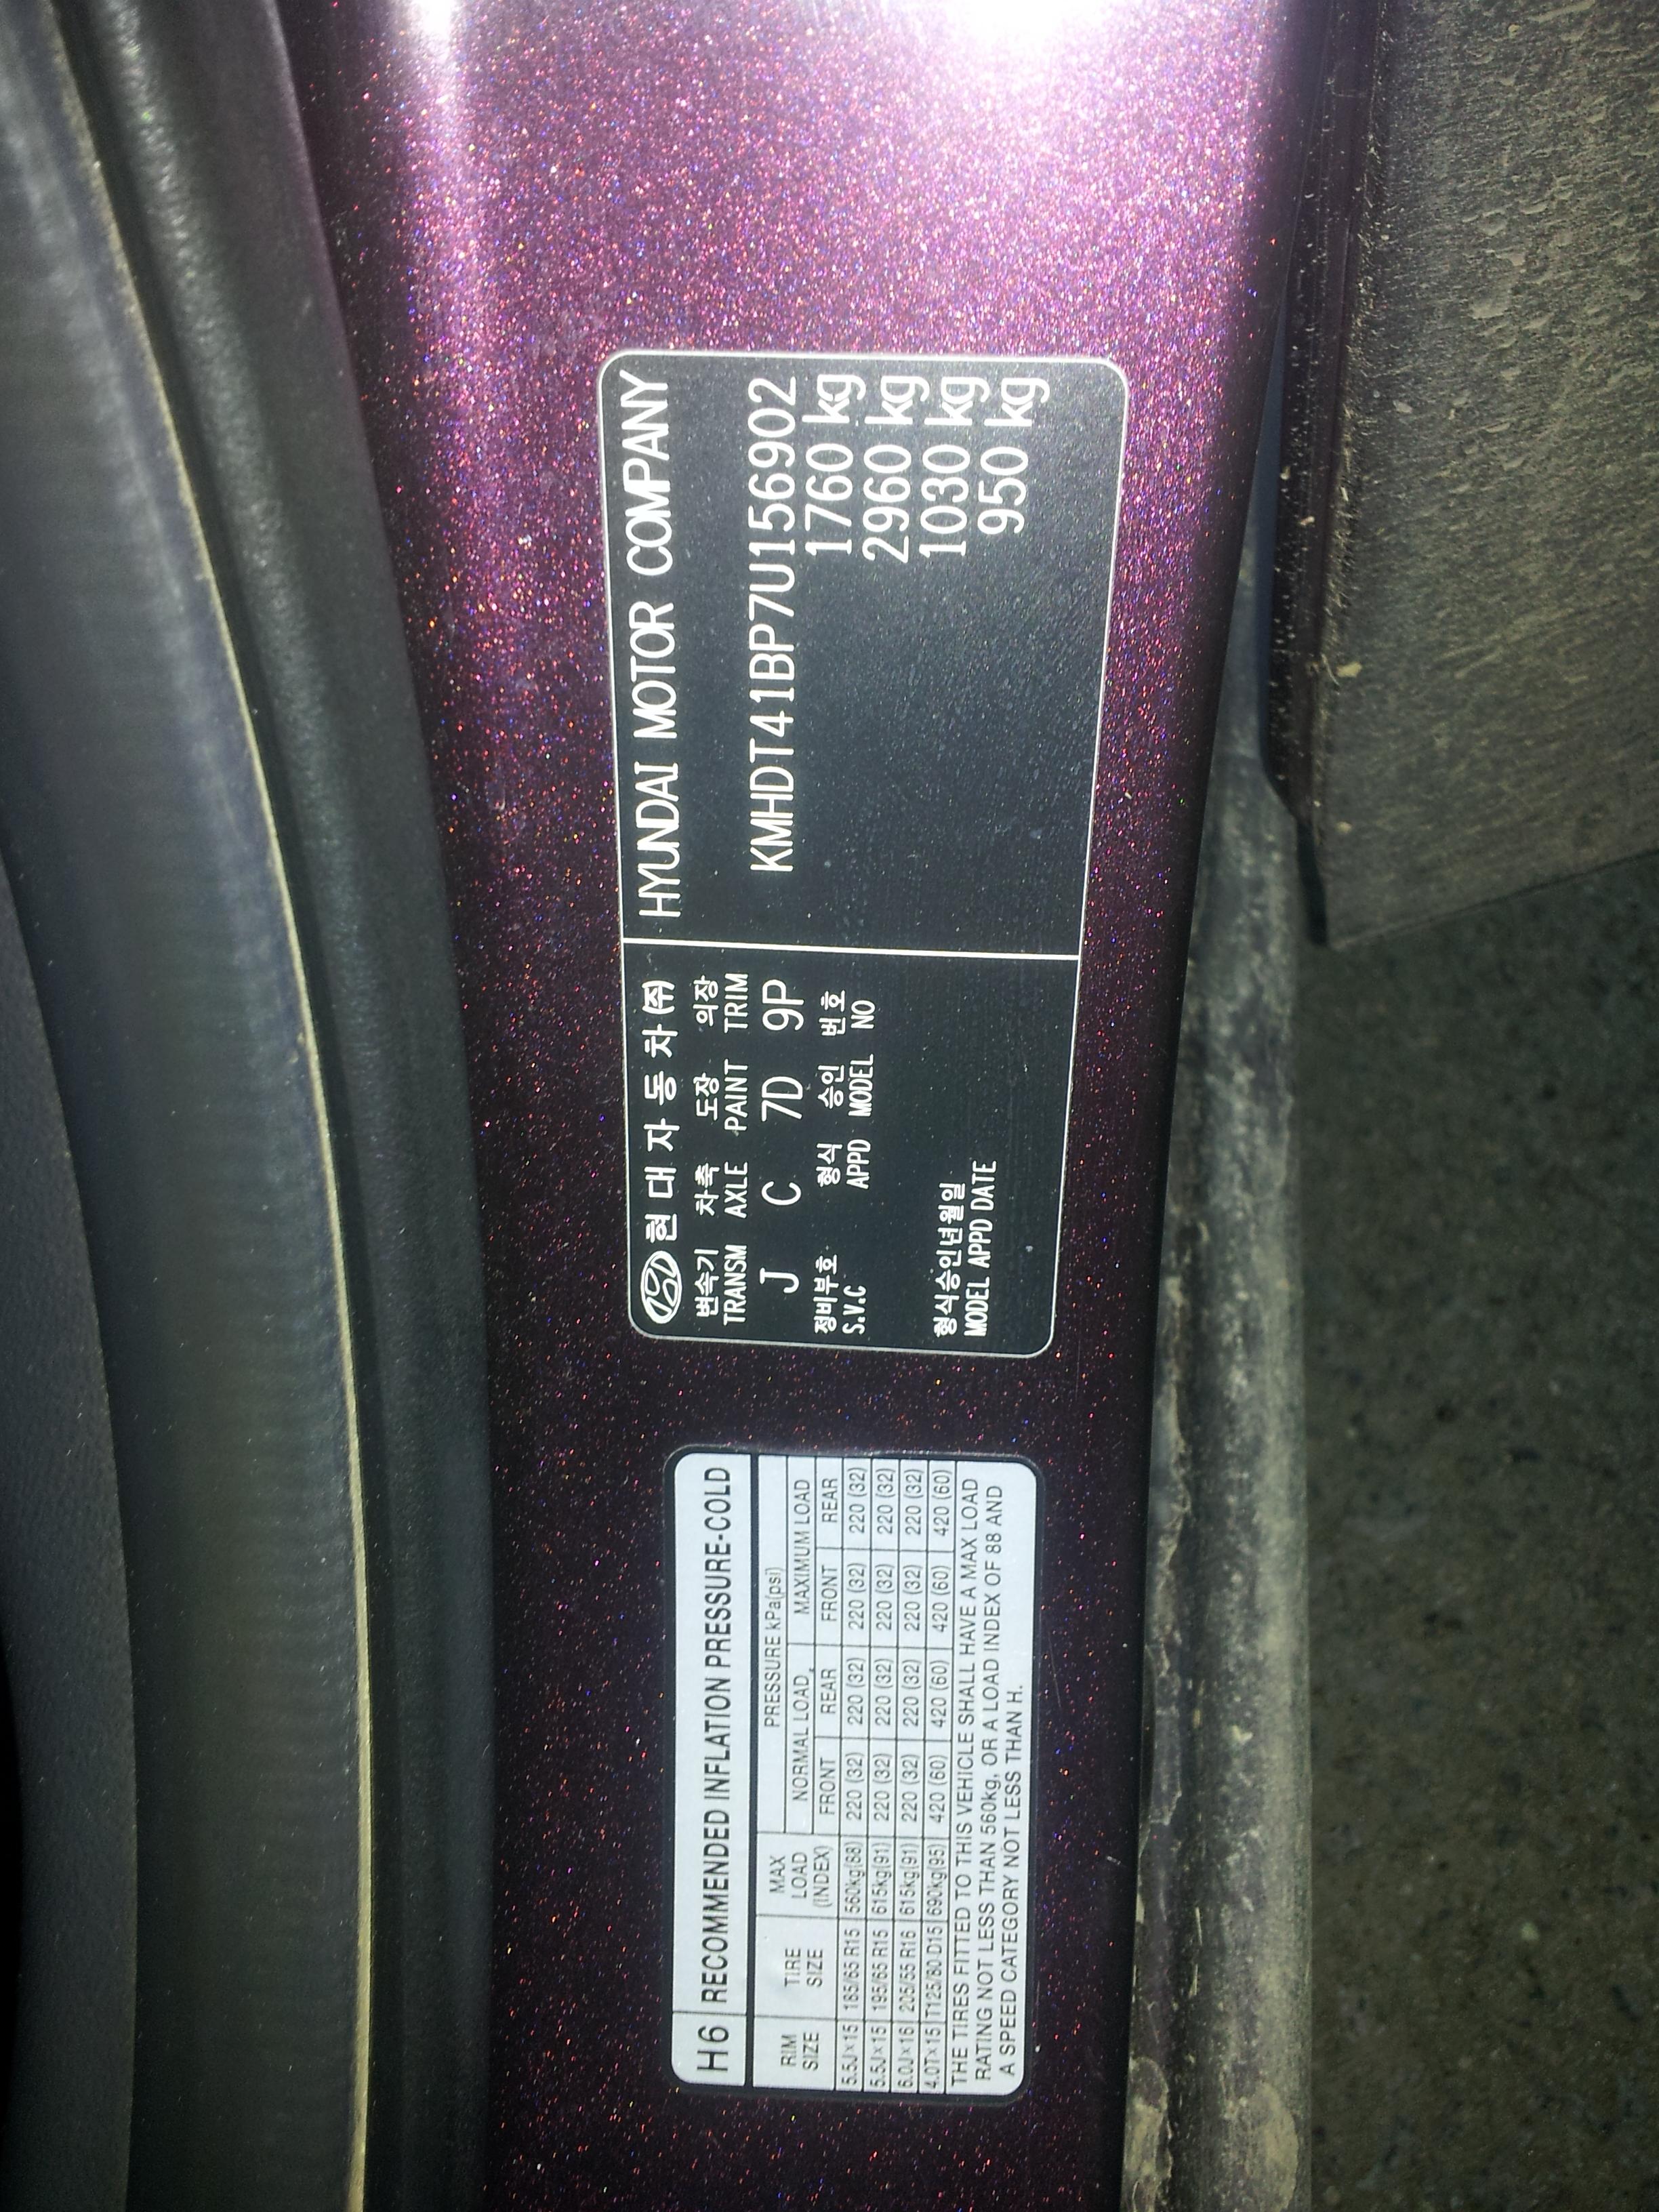 현대자동차(주) HYUNDAI MOTOR COMPANY
변속기 차축 도장 의장
TRANSM AXLE PAINT TRIM
J C 7D 9P KMHDT41BP7U156902
정비부호 형식 승인 번호 1760 kg
S.V.C APPD MODEL NO 2960 kg
1030 kg
형식승인년월일 950 kg
MODEL APPD DATE
H6 RECOMMENDED INFLATION PRESSURE-COLD
RIM SIZE TIRE SIZE MAX LOAD (INDEX) PRESSURE kPa(psi)
NORMAL LOAD MAXIMUM LOAD
FRONT REAR FRONT REAR
5.5J×15 185/65 R15 560kg(88) 220 (32) 220 (32) 220 (32) 220 (32)
5.5J×15 195/65 R15 615kg(91) 220 (32) 220 (32) 220 (32) 220 (32)
6.0J×16 205/55 R16 615kg(91) 220 (32) 220 (32) 220 (32) 220 (32)
4.0T×15 T125/80 D15 690kg(95) 420 (60) 420 (60) 420 (60) 420 (60)
THE TIRES FITTED TO THIS VEHICLE SHALL HAVE A MAX LOAD
RATING NOT LESS THAN 560kg, OR A LOAD INDEX OF 88 AND
A SPEED CATEGORY NOT LESS THAN H.